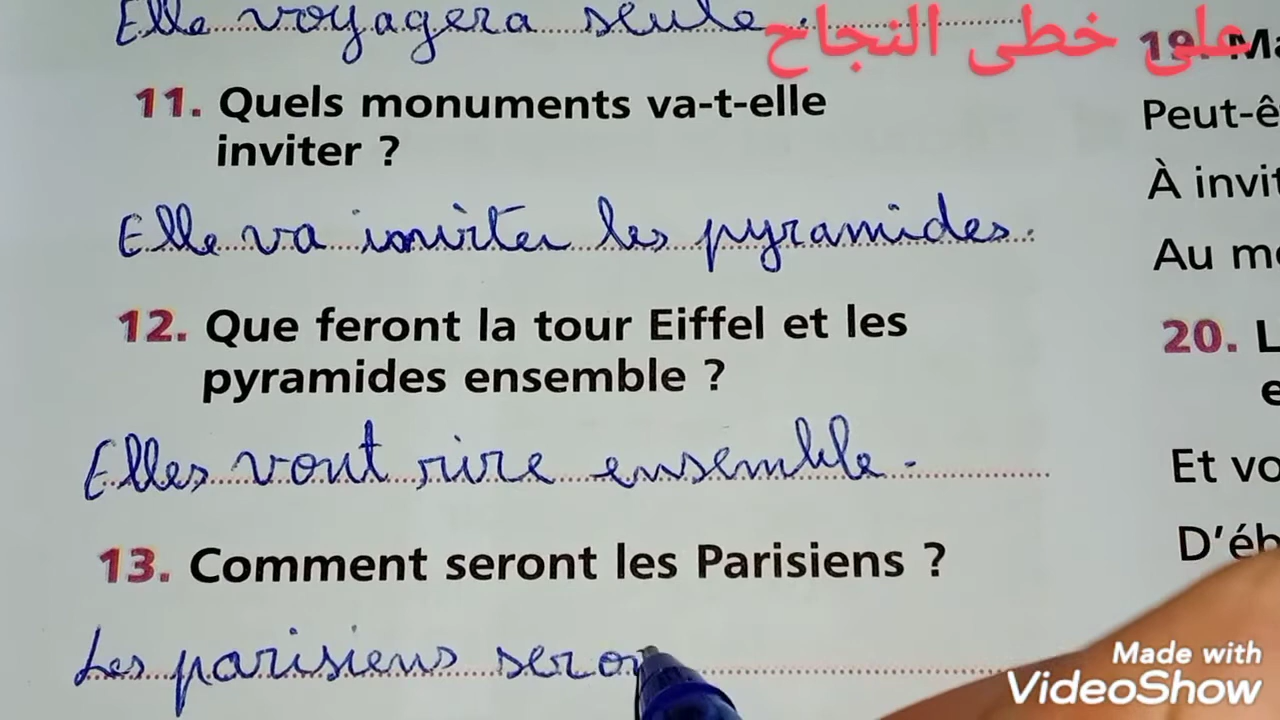 Elle voyagera seule.
على خطى النجاح
11. Quels monuments va-t-elle
inviter ?
Elle va inviter les pyramides.
12. Que feront la tour Eiffel et les
pyramides ensemble ?
Elles vont rire ensemble.
13. Comment seront les Parisiens ?
Les parisiens seron
19. Ma
Peut-ê
À invit
Au mo
20. L
e
Et vo
D'éb
Made with
VideoShow